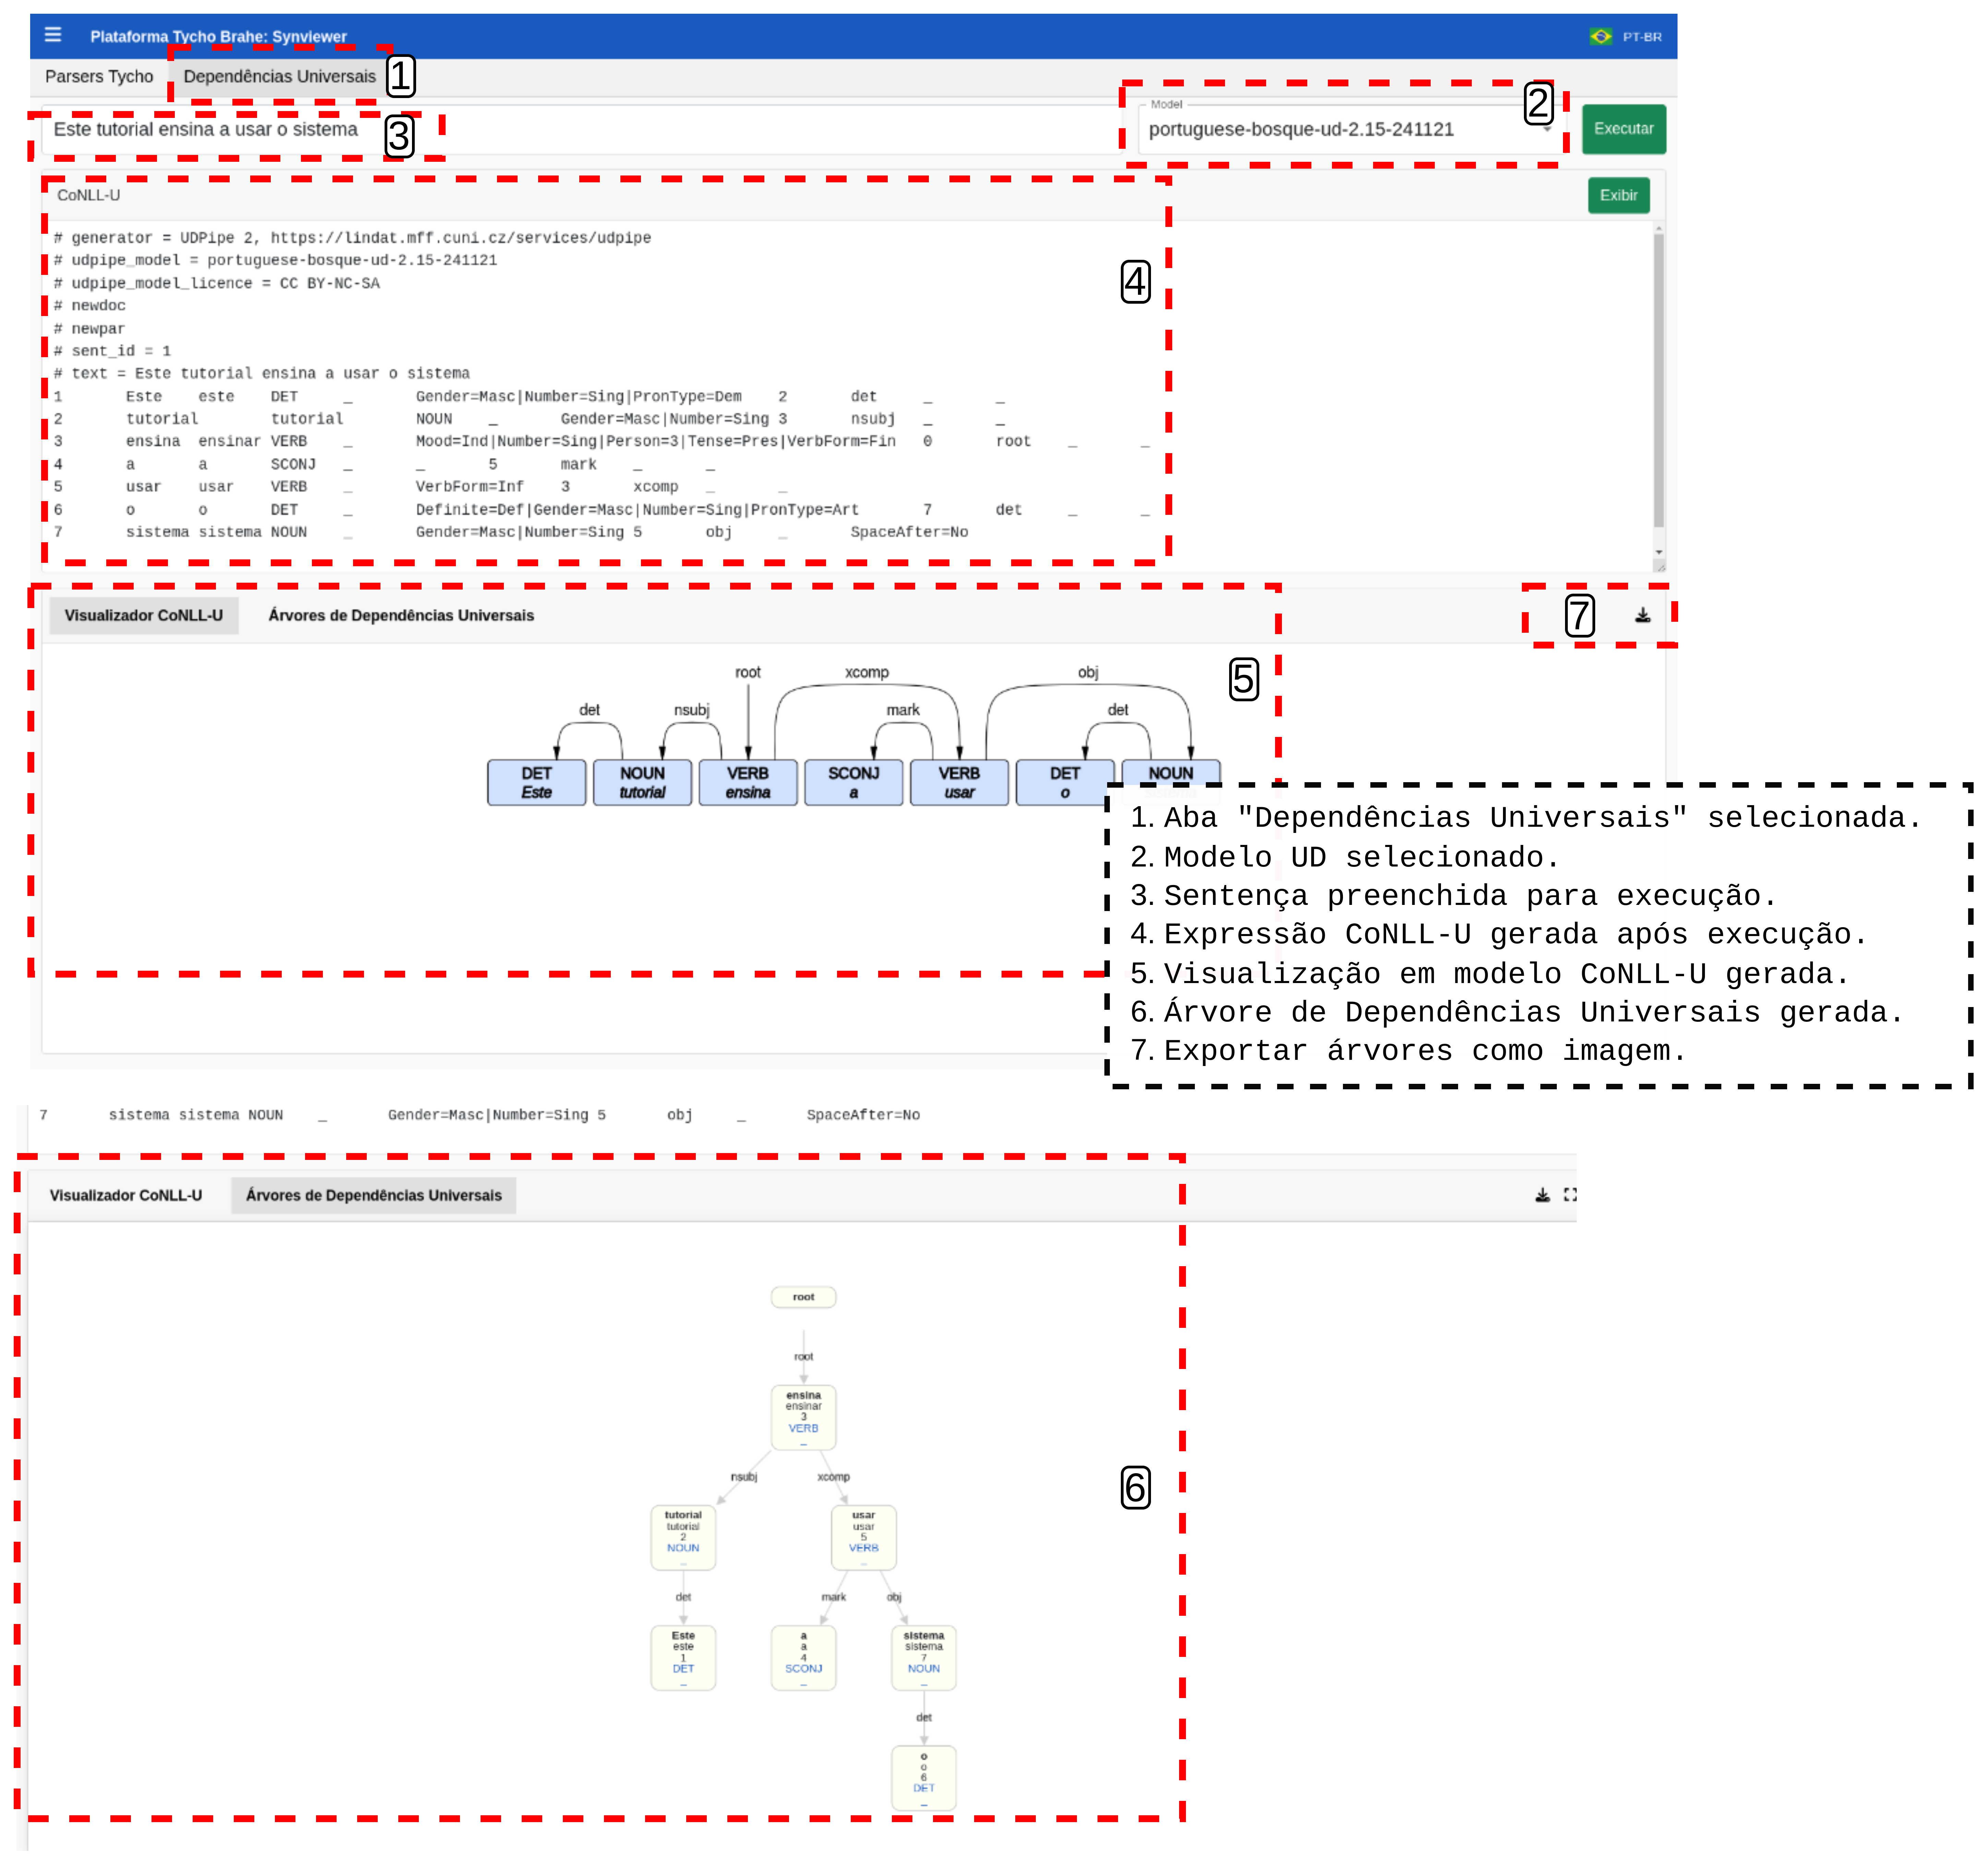 Plataforma Tycho Brahe: Synviewer PT-BR
Parsers Tycho Dependências Universais 1
Model 2
Este tutorial ensina a usar o sistema 3 portuguese-bosque-ud-2.15-241121 Executar
CoNLL-U Exibir
# generator = UDPipe 2, https://lindat.mff.cuni.cz/services/udpipe
# udpipe_model = portuguese-bosque-ud-2.15-241121
# udpipe_model_licence = CC BY-NC-SA
4
# newdoc
# newpar
# sent_id = 1
# text = Este tutorial ensina a usar o sistema
1 Este este DET _ Gender=Masc|Number=Sing|PronType=Dem 2 det _ _
2 tutorial tutorial NOUN _ Gender=Masc|Number=Sing 3 nsubj _ _
3 ensina ensinar VERB _ Mood=Ind|Number=Sing|Person=3|Tense=Pres|VerbForm=Fin 0 root _ _
4 a a SCONJ _ _ 5 mark _ _
5 usar usar VERB _ VerbForm=Inf 3 xcomp _ _
6 o o DET _ Definite=Def|Gender=Masc|Number=Sing|PronType=Art 7 det _ _
7 sistema sistema NOUN _ Gender=Masc|Number=Sing 5 obj _ SpaceAfter=No
Visualizador CoNLL-U Árvores de Dependências Universais 7
root xcomp obj 5
det nsubj mark det
DET NOUN VERB SCONJ VERB DET NOUN
Este tutorial ensina a usar o
1. Aba "Dependências Universais" selecionada.
2. Modelo UD selecionado.
3. Sentença preenchida para execução.
4. Expressão CoNLL-U gerada após execução.
5. Visualização em modelo CoNLL-U gerada.
6. Árvore de Dependências Universais gerada.
7. Exportar árvores como imagem.
7 sistema sistema NOUN _ Gender=Masc|Number=Sing 5 obj _ SpaceAfter=No
Visualizador CoNLL-U Árvores de Dependências Universais
root
root
ensina
ensinar
3
VERB
_
nsubj xcomp
6
tutorial usar
tutorial usar
2 5
NOUN VERB
_ _
det mark obj
Este a sistema
este a sistema
1 4 7
DET SCONJ NOUN
_ _ _
det
o
o
6
DET
_